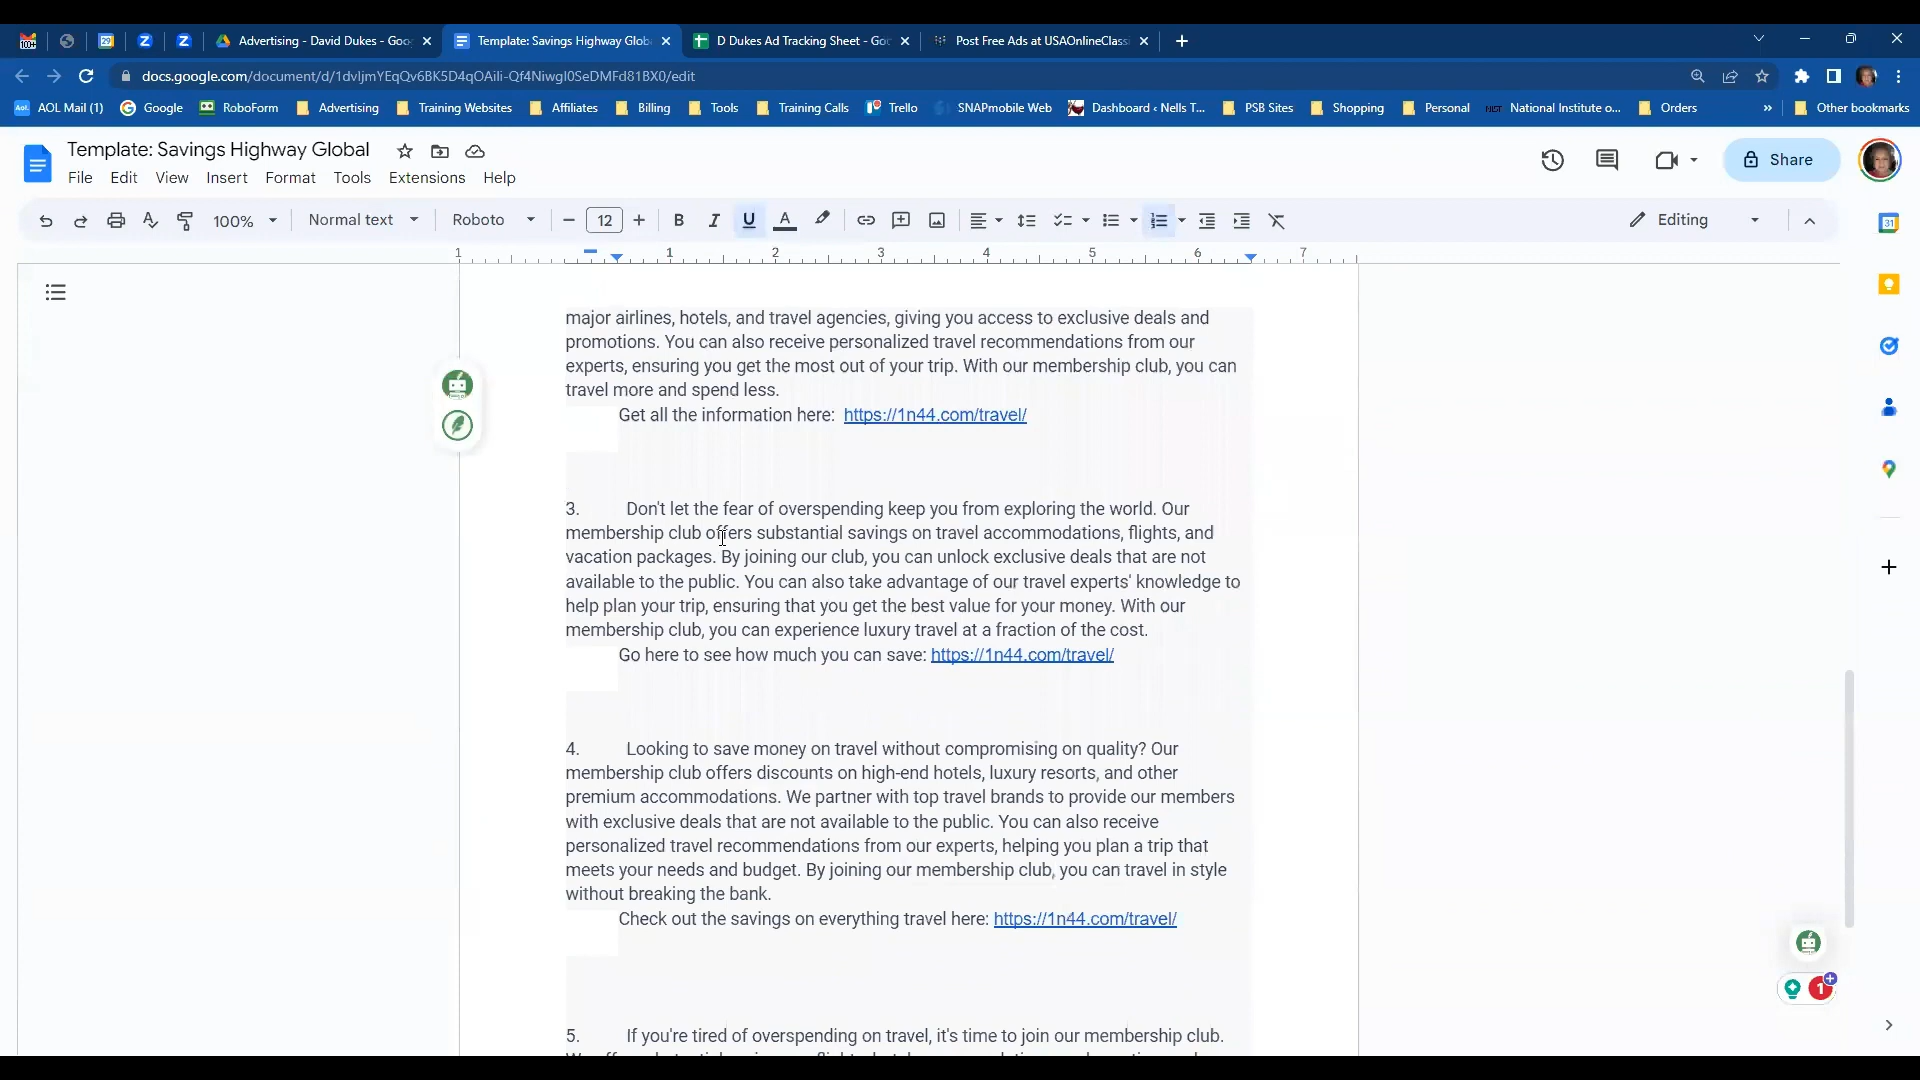 Advertising - David Dukes - Goo
Template: Savings Highway Glob
D Dukes Ad Tracking Sheet - Go
Post Free Ads at USAOnlineClassi
docs.google.com/document/d/1dvljmYEqQv6BK5D4qOAili-Qf4NiwgI0SeDMFd81BX0/edit
AOL Mail (1)
Google
RoboForm
Advertising
Training Websites
Affiliates
Billing
Tools
Training Calls
Trello
SNAPmobile Web
Dashboard ‹ Nells T...
PSB Sites
Shopping
Personal
National Institute o...
Orders
»
Other bookmarks
Template: Savings Highway Global
File Edit View Insert Format Tools Extensions Help
Share
100%
Normal text
Roboto
12
Editing
1 1 2 3 4 5 6 7
major airlines, hotels, and travel agencies, giving you access to exclusive deals and
promotions. You can also receive personalized travel recommendations from our
experts, ensuring you get the most out of your trip. With our membership club, you can
travel more and spend less.
Get all the information here: https://1n44.com/travel/
3. Don't let the fear of overspending keep you from exploring the world. Our
membership club offers substantial savings on travel accommodations, flights, and
vacation packages. By joining our club, you can unlock exclusive deals that are not
available to the public. You can also take advantage of our travel experts' knowledge to
help plan your trip, ensuring that you get the best value for your money. With our
membership club, you can experience luxury travel at a fraction of the cost.
Go here to see how much you can save: https://1n44.com/travel/
4. Looking to save money on travel without compromising on quality? Our
membership club offers discounts on high-end hotels, luxury resorts, and other
premium accommodations. We partner with top travel brands to provide our members
with exclusive deals that are not available to the public. You can also receive
personalized travel recommendations from our experts, helping you plan a trip that
meets your needs and budget. By joining our membership club, you can travel in style
without breaking the bank.
Check out the savings on everything travel here: https://1n44.com/travel/
5. If you're tired of overspending on travel, it's time to join our membership club.
1